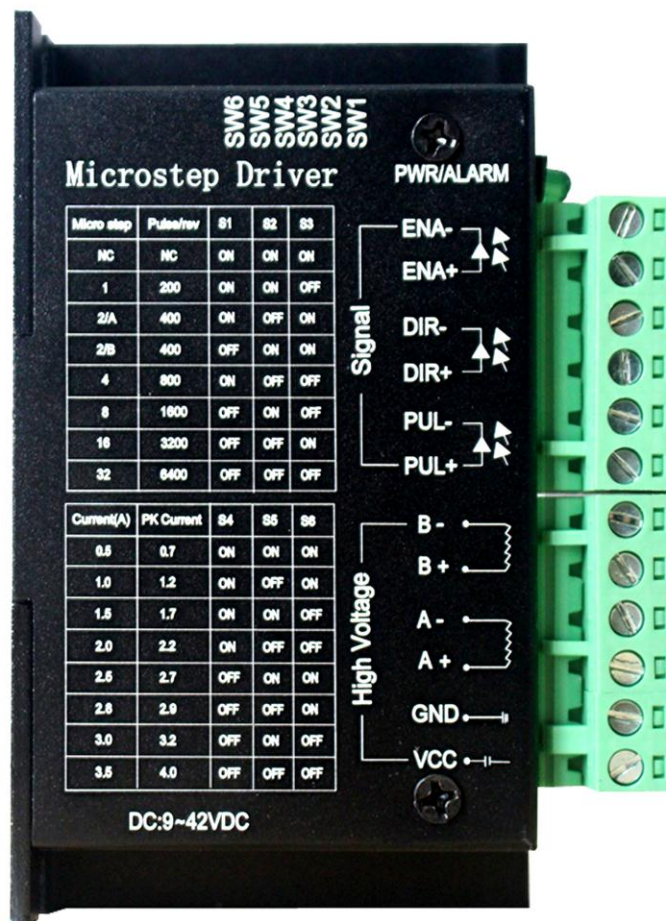 SW6
SW5
SW4
SW3
SW2
SW1
Microstep Driver
PWR/ALARM
Micro step Pulse/rev S1 S2 S3
NC NC ON ON ON
1 200 ON ON OFF
2/A 400 ON OFF ON
2/B 400 OFF ON ON
4 800 ON OFF OFF
8 1600 OFF ON OFF
16 3200 OFF OFF ON
32 6400 OFF OFF OFF
Signal
ENA-
ENA+
DIR-
DIR+
PUL-
PUL+
Current(A) PK Current S4 S5 S6
0.5 0.7 ON ON ON
1.0 1.2 ON OFF ON
1.5 1.7 ON ON OFF
2.0 2.2 ON OFF OFF
2.5 2.7 OFF ON ON
2.8 2.9 OFF OFF ON
3.0 3.2 OFF ON OFF
3.5 4.0 OFF OFF OFF
High Voltage
B -
B +
A -
A +
GND
VCC
DC:9~42VDC